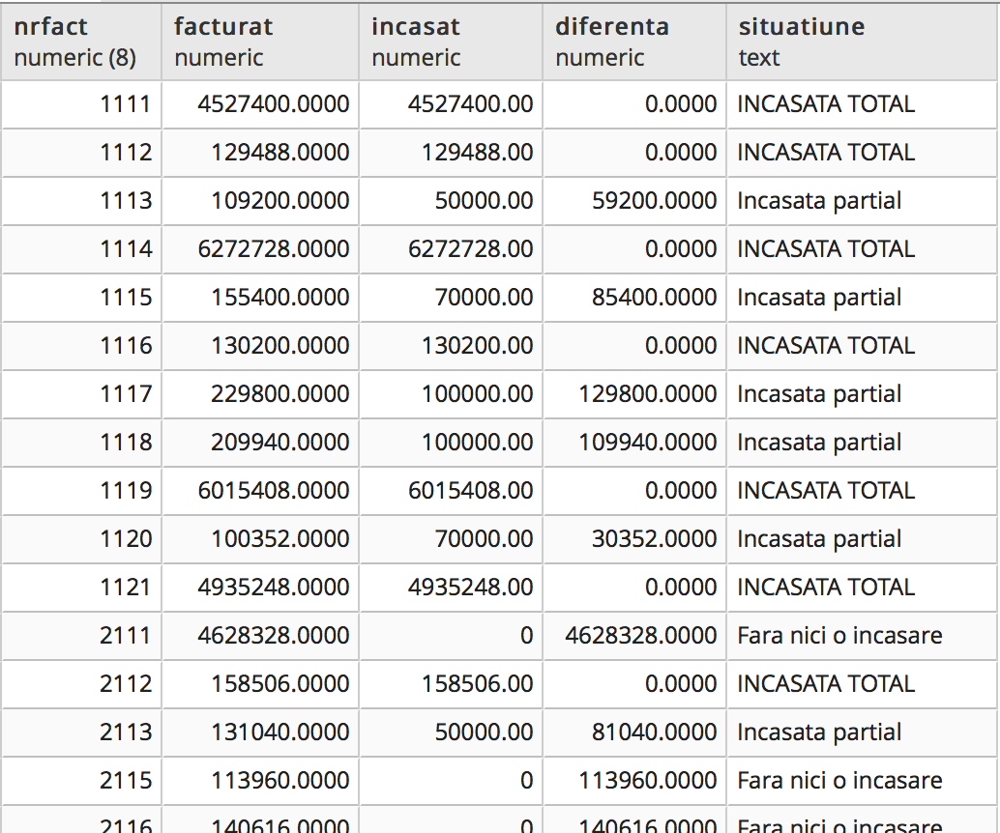 nrfact facturat incasat diferenta situatiune
numeric (8) numeric numeric numeric text
1111 4527400.0000 4527400.00 0.0000 INCASATA TOTAL
1112 129488.0000 129488.00 0.0000 INCASATA TOTAL
1113 109200.0000 50000.00 59200.0000 Incasata partial
1114 6272728.0000 6272728.00 0.0000 INCASATA TOTAL
1115 155400.0000 70000.00 85400.0000 Incasata partial
1116 130200.0000 130200.00 0.0000 INCASATA TOTAL
1117 229800.0000 100000.00 129800.0000 Incasata partial
1118 209940.0000 100000.00 109940.0000 Incasata partial
1119 6015408.0000 6015408.00 0.0000 INCASATA TOTAL
1120 100352.0000 70000.00 30352.0000 Incasata partial
1121 4935248.0000 4935248.00 0.0000 INCASATA TOTAL
2111 4628328.0000 0 4628328.0000 Fara nici o incasare
2112 158506.0000 158506.00 0.0000 INCASATA TOTAL
2113 131040.0000 50000.00 81040.0000 Incasata partial
2115 113960.0000 0 113960.0000 Fara nici o incasare
2116 140616.0000 0 140616.0000 Fara nici o incasare